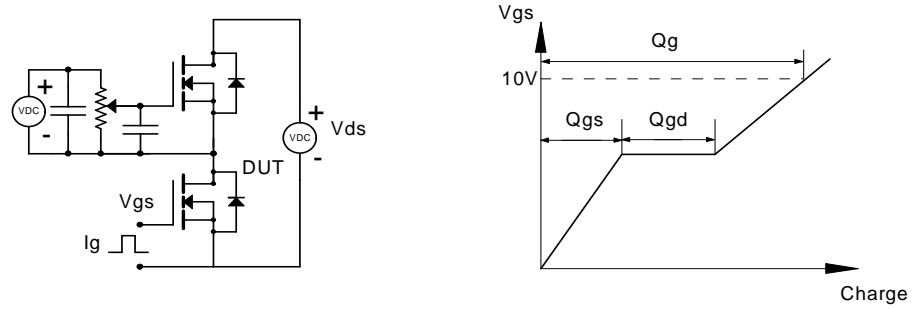 +
VDC
-
+
VDC
-
Vds
DUT
Vgs
Ig
Vgs
Qg
10V
Qgs
Qgd
Charge